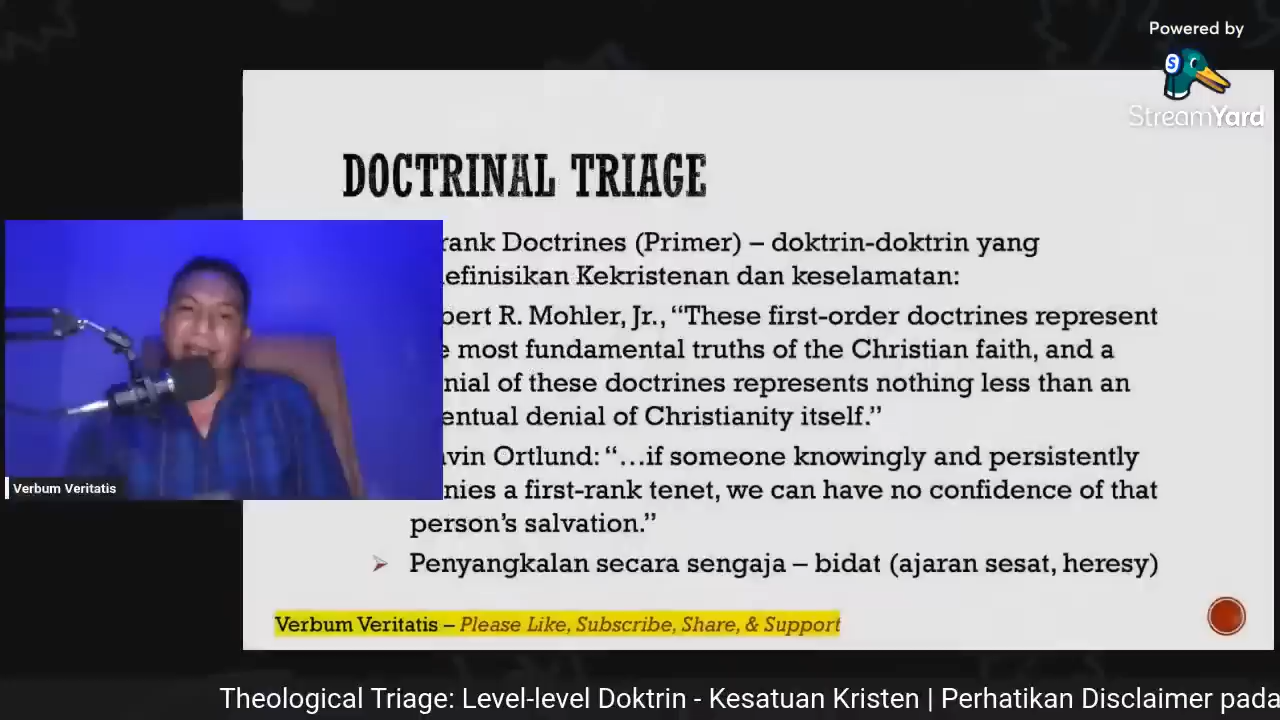 Powered by
StreamYard
DOCTRINAL TRIAGE
rank Doctrines (Primer) – doktrin-doktrin yang
efinisikan Kekristenan dan keselamatan:
bert R. Mohler, Jr., “These first-order doctrines represent
most fundamental truths of the Christian faith, and a
nial of these doctrines represents nothing less than an
entual denial of Christianity itself.”
vin Ortlund: “…if someone knowingly and persistently
nies a first-rank tenet, we can have no confidence of that
person’s salvation.”
Penyangkalan secara sengaja – bidat (ajaran sesat, heresy)
Verbum Veritatis
Verbum Veritatis – Please Like, Subscribe, Share, & Support
Theological Triage: Level-level Doktrin - Kesatuan Kristen | Perhatikan Disclaimer pada